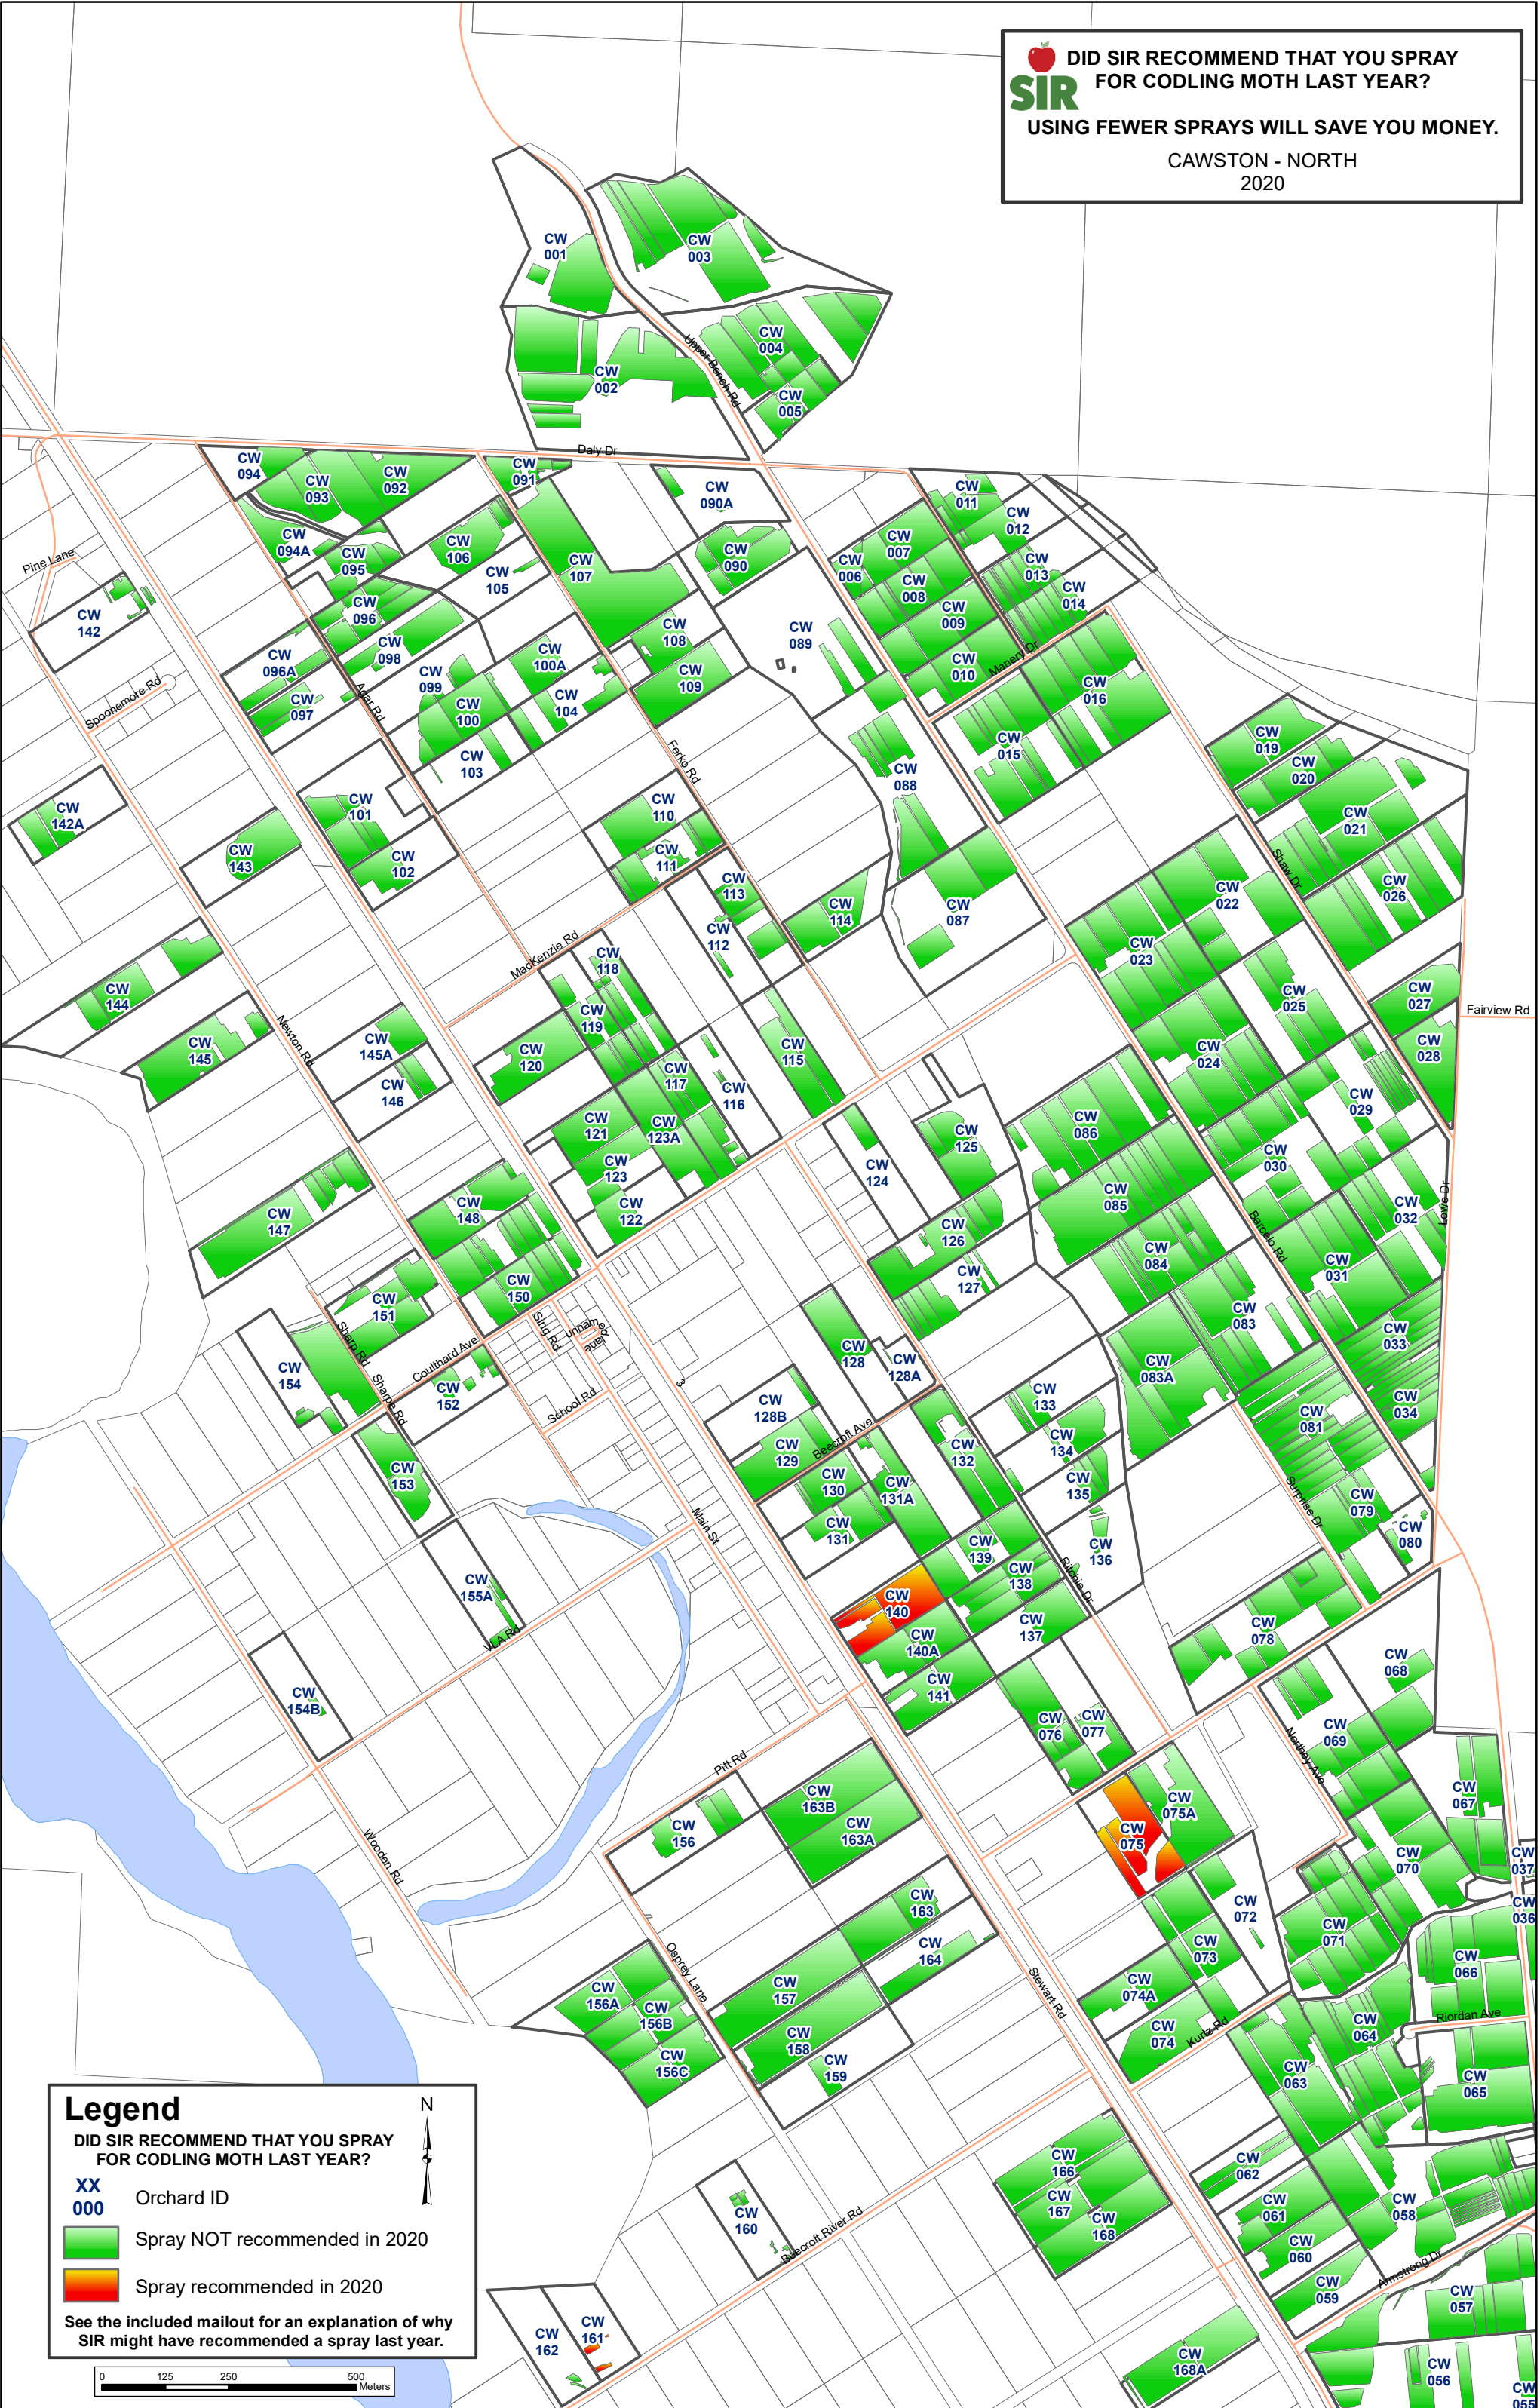 DID SIR RECOMMEND THAT YOU SPRAY
FOR CODLING MOTH LAST YEAR?
SIR
USING FEWER SPRAYS WILL SAVE YOU MONEY.
CAWSTON - NORTH
2020
CW
001
CW
003
CW
004
CW
002
CW
005
Upper Bench Rd
Daly Dr
CW
094
CW
093
CW
092
CW
091
CW
090A
CW
011
CW
012
CW
094A
CW
095
CW
106
CW
105
CW
107
CW
090
CW
006
CW
007
CW
008
CW
013
CW
014
CW
009
CW
010
Manery Dr
Pine Lane
CW
142
CW
096
CW
098
CW
096A
CW
097
CW
099
CW
100A
CW
108
CW
109
CW
089
CW
100
CW
104
CW
103
Agar Rd
Spoonemore Rd
CW
016
CW
015
CW
019
CW
020
CW
021
Ferko Rd
CW
088
CW
142A
CW
143
CW
101
CW
102
CW
110
CW
111
CW
113
CW
112
CW
114
CW
087
CW
022
CW
026
Shaw Dr
CW
023
MacKenzie Rd
CW
118
CW
119
CW
144
CW
145
CW
145A
CW
146
Newton Rd
CW
120
CW
115
CW
117
CW
116
CW
025
CW
027
CW
028
Fairview Rd
CW
024
CW
029
CW
121
CW
123A
CW
123
CW
122
CW
124
CW
125
CW
086
CW
030
CW
085
CW
032
Lowe Dr
CW
147
CW
148
CW
150
CW
126
CW
127
CW
084
Barcelo Rd
CW
031
CW
151
Sharp Rd
CW
154
Coulthard Ave
CW
152
Sharpe Rd
Sing Rd
School Rd
3
CW
128
CW
128A
CW
083
CW
033
CW
083A
CW
034
CW
128B
CW
129
Beecroft Ave
CW
133
CW
134
CW
135
CW
132
CW
081
CW
153
CW
130
CW
131A
CW
131
Main St
Surprise Dr
CW
079
CW
080
CW
139
CW
138
CW
136
CW
137
Ritchie Dr
CW
155A
VLA Rd
CW
140
CW
140A
CW
141
CW
078
CW
068
CW
154B
CW
076
CW
077
CW
069
Northey Ave
Pitt Rd
CW
163B
CW
163A
CW
156
CW
075
CW
075A
CW
067
CW
070
CW
037
Wooden Rd
CW
163
CW
164
CW
072
CW
073
CW
071
CW
036
CW
066
Osprey Lane
CW
156A
CW
156B
CW
156C
CW
157
CW
158
CW
159
Stewart Rd
CW
074A
CW
074
Kurtz Rd
CW
064
Riordan Ave
CW
063
CW
065
CW
166
CW
167
CW
168
CW
062
CW
061
CW
060
CW
058
CW
059
Armstrong Dr
CW
057
CW
160
Beecroft River Rd
CW
161
CW
162
CW
168A
CW
056
CW
055
Legend
N
DID SIR RECOMMEND THAT YOU SPRAY
FOR CODLING MOTH LAST YEAR?
XX
000
Orchard ID
Spray NOT recommended in 2020
Spray recommended in 2020
See the included mailout for an explanation of why
SIR might have recommended a spray last year.
0 125 250 500
Meters